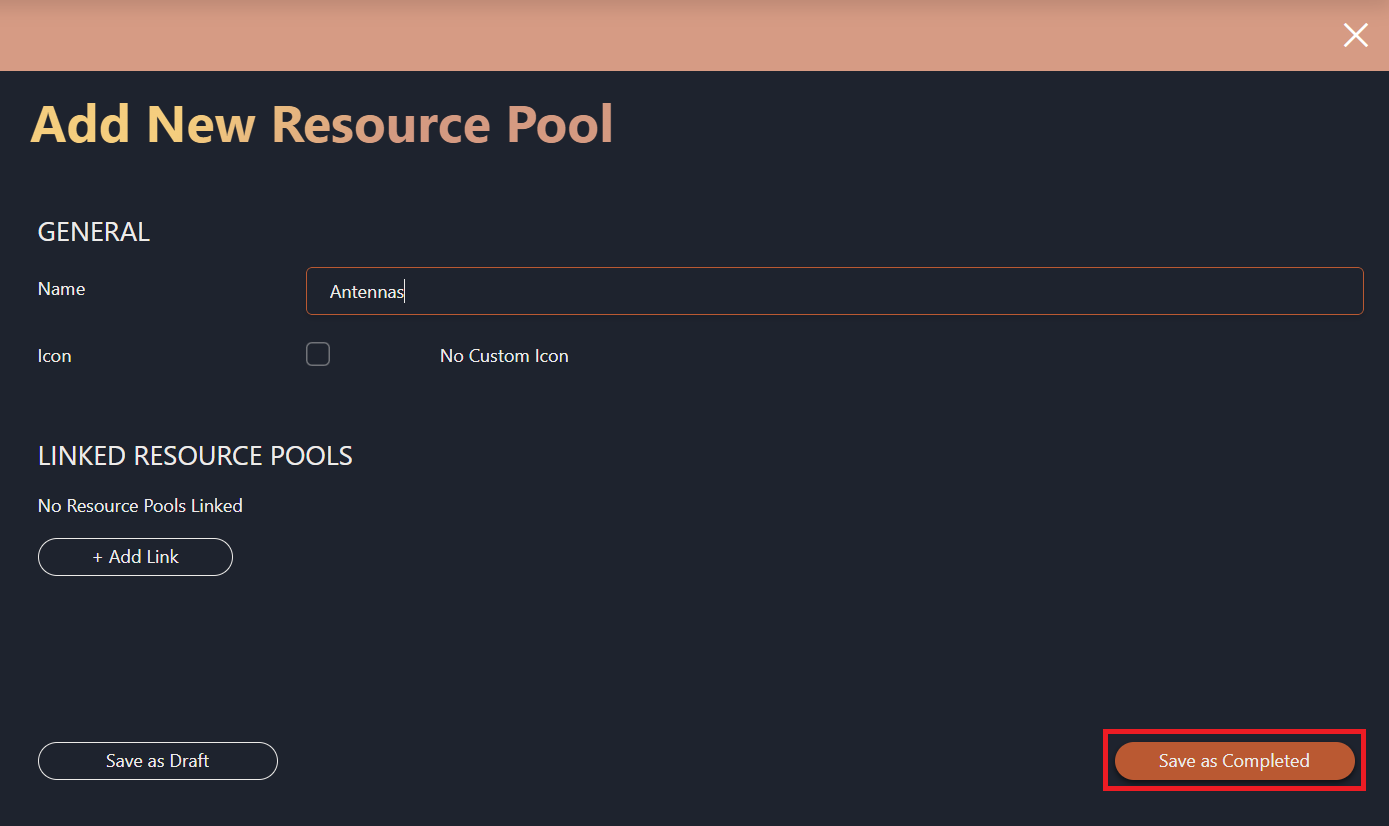 Add New Resource Pool
GENERAL
Name
Antennas
Icon
No Custom Icon
LINKED RESOURCE POOLS
No Resource Pools Linked
+ Add Link
Save as Draft
Save as Completed